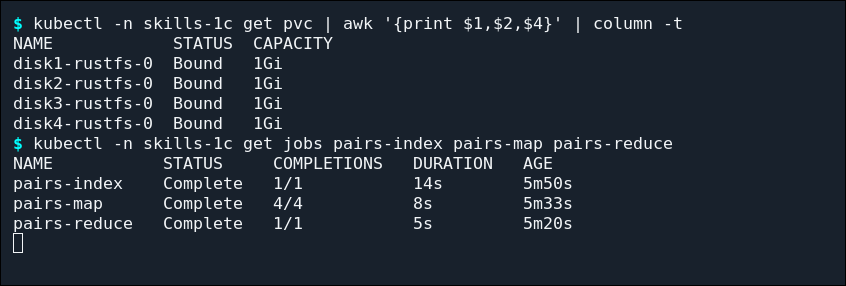 $ kubectl -n skills-1c get pvc | awk '{print $1,$2,$4}' | column -t
NAME            STATUS  CAPACITY
disk1-rustfs-0  Bound   1Gi
disk2-rustfs-0  Bound   1Gi
disk3-rustfs-0  Bound   1Gi
disk4-rustfs-0  Bound   1Gi
$ kubectl -n skills-1c get jobs pairs-index pairs-map pairs-reduce
NAME           STATUS     COMPLETIONS   DURATION   AGE
pairs-index    Complete   1/1           14s        5m50s
pairs-map      Complete   4/4           8s         5m33s
pairs-reduce   Complete   1/1           5s         5m20s